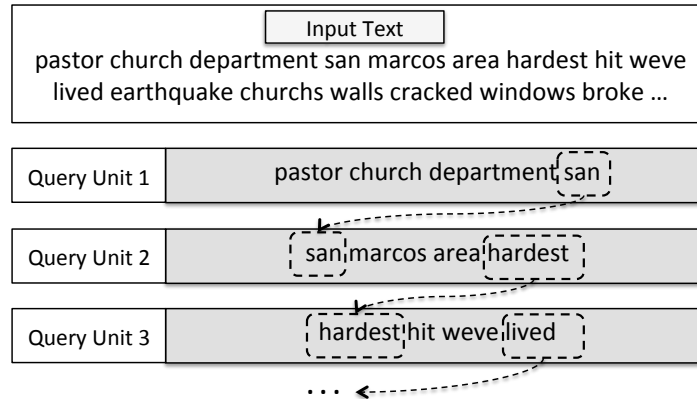 Input Text
pastor church department san marcos area hardest hit weve
lived earthquake churchs walls cracked windows broke ...
Query Unit 1
pastor church department san
Query Unit 2
san marcos area hardest
Query Unit 3
hardest hit weve lived
...